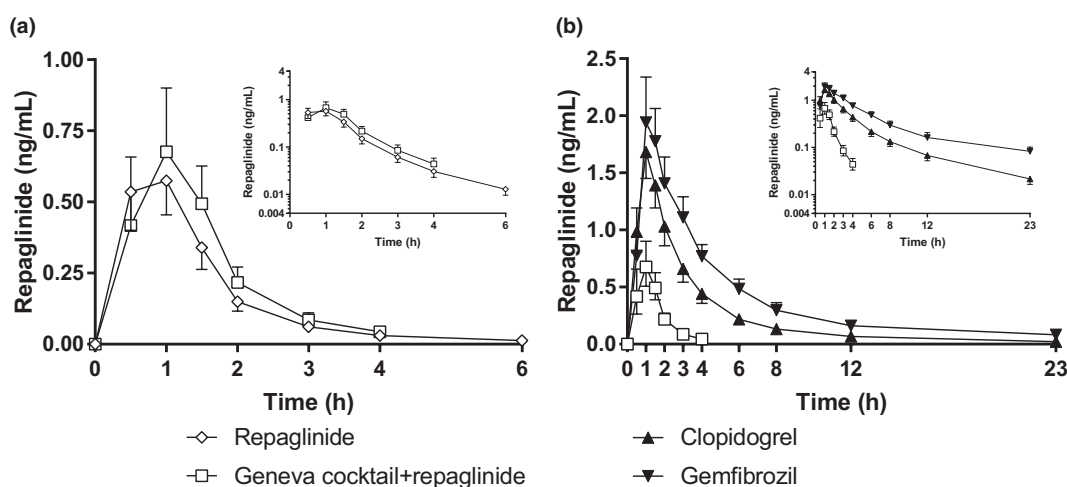 (a)
Repaglinide (ng/mL)
1.00
0.75
0.50
0.25
0.00
0 1 2 3 4 6
Time (h)
Repaglinide (ng/mL)
4
1
0.1
0.01
0.004
0 1 2 3 4 5 6
Time (h)
(b)
Repaglinide (ng/mL)
2.5
2.0
1.5
1.0
0.5
0.0
0 1 2 3 4 6 8 12 23
Time (h)
Repaglinide (ng/mL)
4
1
0.1
0.01
0.004
0 1 2 3 4 6 8 12 23
Time (h)
Repaglinide
Geneva cocktail+repaglinide
Clopidogrel
Gemfibrozil